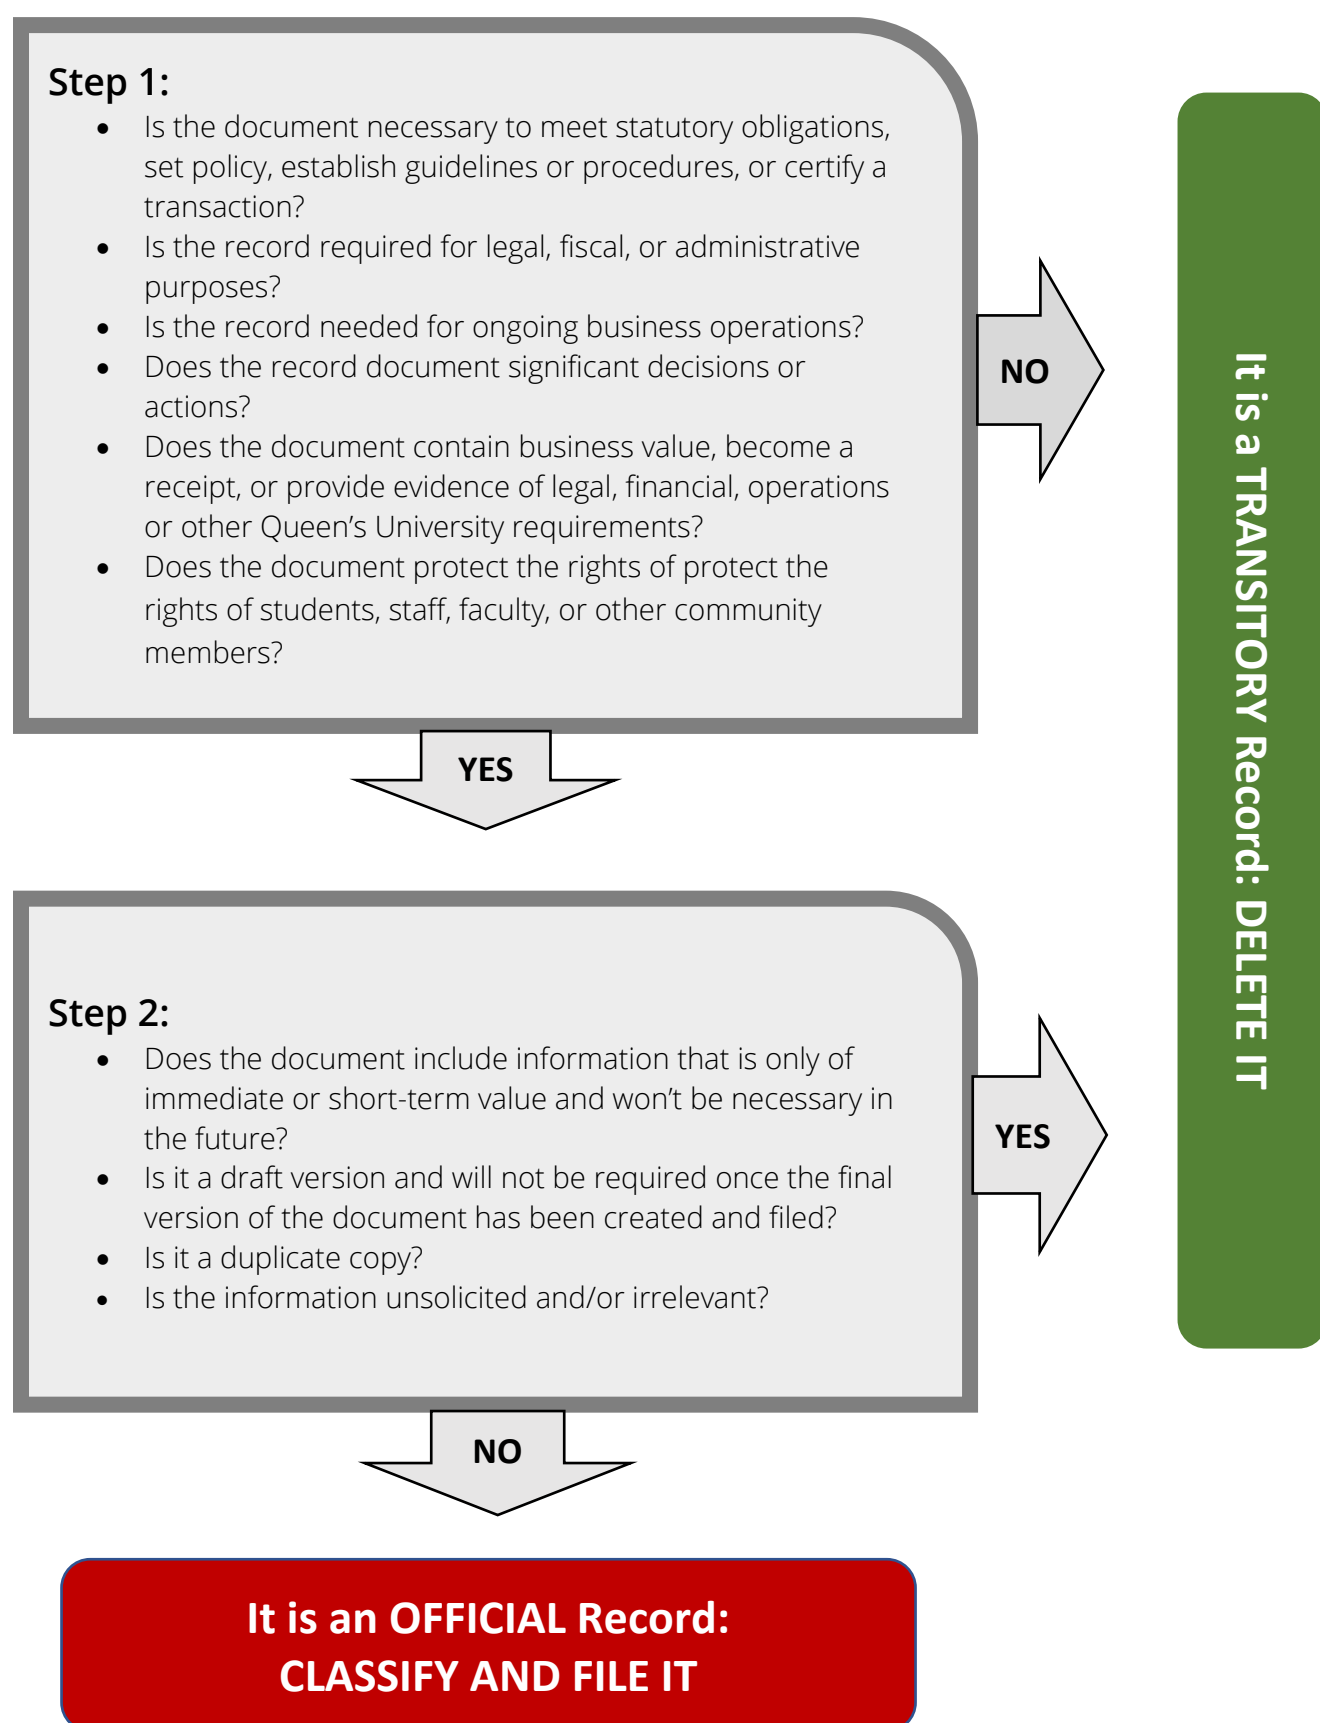 Step 1:
• Is the document necessary to meet statutory obligations,
set policy, establish guidelines or procedures, or certify a
transaction?
• Is the record required for legal, fiscal, or administrative
purposes?
• Is the record needed for ongoing business operations?
• Does the record document significant decisions or
actions?
• Does the document contain business value, become a
receipt, or provide evidence of legal, financial, operations
or other Queen’s University requirements?
• Does the document protect the rights of protect the
rights of students, staff, faculty, or other community
members?
NO
YES
It is a TRANSITORY Record: DELETE IT
Step 2:
• Does the document include information that is only of
immediate or short-term value and won’t be necessary in
the future?
• Is it a draft version and will not be required once the final
version of the document has been created and filed?
• Is it a duplicate copy?
• Is the information unsolicited and/or irrelevant?
YES
NO
It is an OFFICIAL Record:
CLASSIFY AND FILE IT